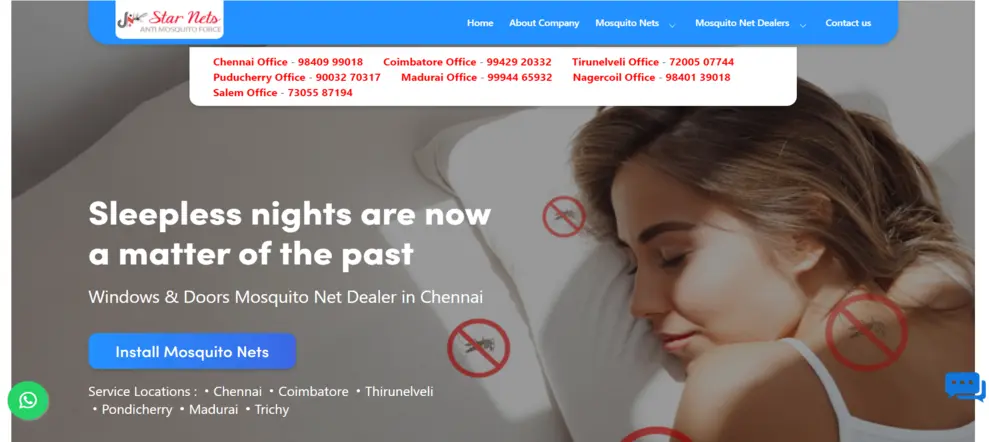 Star Nets
ANTI MOSQUITO FORCE
Home About Company Mosquito Nets Mosquito Net Dealers Contact us
Chennai Office - 98409 99018 Coimbatore Office - 99429 20332 Tirunelveli Office - 72005 07744
Puducherry Office - 90032 70317 Madurai Office - 99944 65932 Nagercoil Office - 98401 39018
Salem Office - 73055 87194
Sleepless nights are now
a matter of the past
Windows & Doors Mosquito Net Dealer in Chennai
Install Mosquito Nets
Service Locations : • Chennai • Coimbatore • Thirunelveli
• Pondicherry • Madurai • Trichy